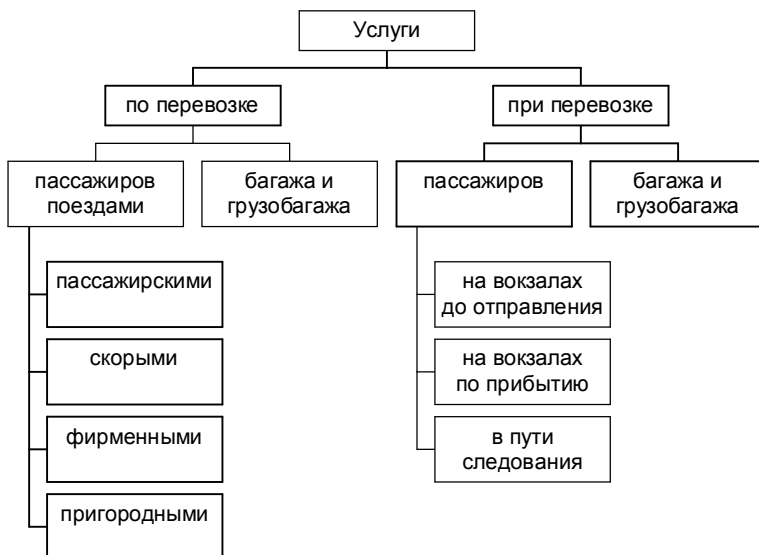 Услуги
по перевозке
при перевозке
пассажиров
поездами
багажа и
грузобагажа
пассажиров
багажа и
грузобагажа
пассажирскими
скорыми
фирменными
пригородными
на вокзалах
до отправления
на вокзалах
по прибытию
в пути
следования